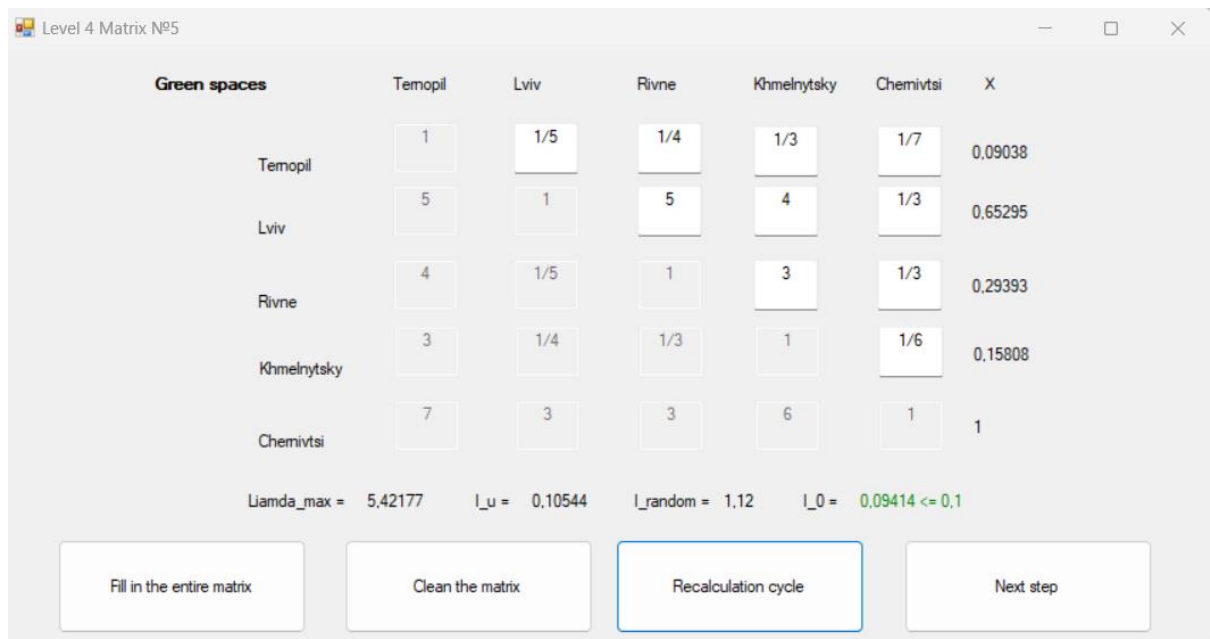 Level 4 Matrix №5
Green spaces Ternopil Lviv Rivne Khmelnytsky Chernivtsi X
Ternopil 1 1/5 1/4 1/3 1/7 0,09038
Lviv 5 1 5 4 1/3 0,65295
Rivne 4 1/5 1 3 1/3 0,29393
Khmelnytsky 3 1/4 1/3 1 1/6 0,15808
Chernivtsi 7 3 3 6 1 1
Liamda_max = 5,42177 I_u = 0,10544 I_random = 1,12 I_0 = 0,09414 <= 0,1
Fill in the entire matrix Clean the matrix Recalculation cycle Next step